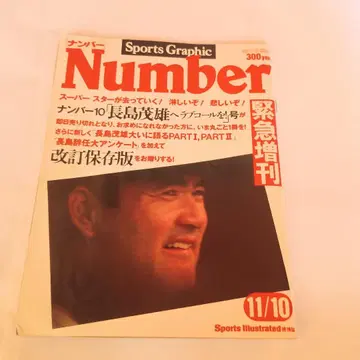 ナンバー
Sports Graphic
300円
Number
スーパースターが去っていく! 淋しいぞ! 悲しいぞ!
ナンバー10「長島茂雄へラブコールを!」号が
即日売り切れとなり、お求めになれなかった方に、いま丸ごと1冊を!
さらに新しく「長島茂雄大いに語るPARTⅠ,PARTⅡ」
「長島辞任大アンケート」を加えて
改訂保存版をお贈りする!
緊急増刊
11/10
Sports Illustrated